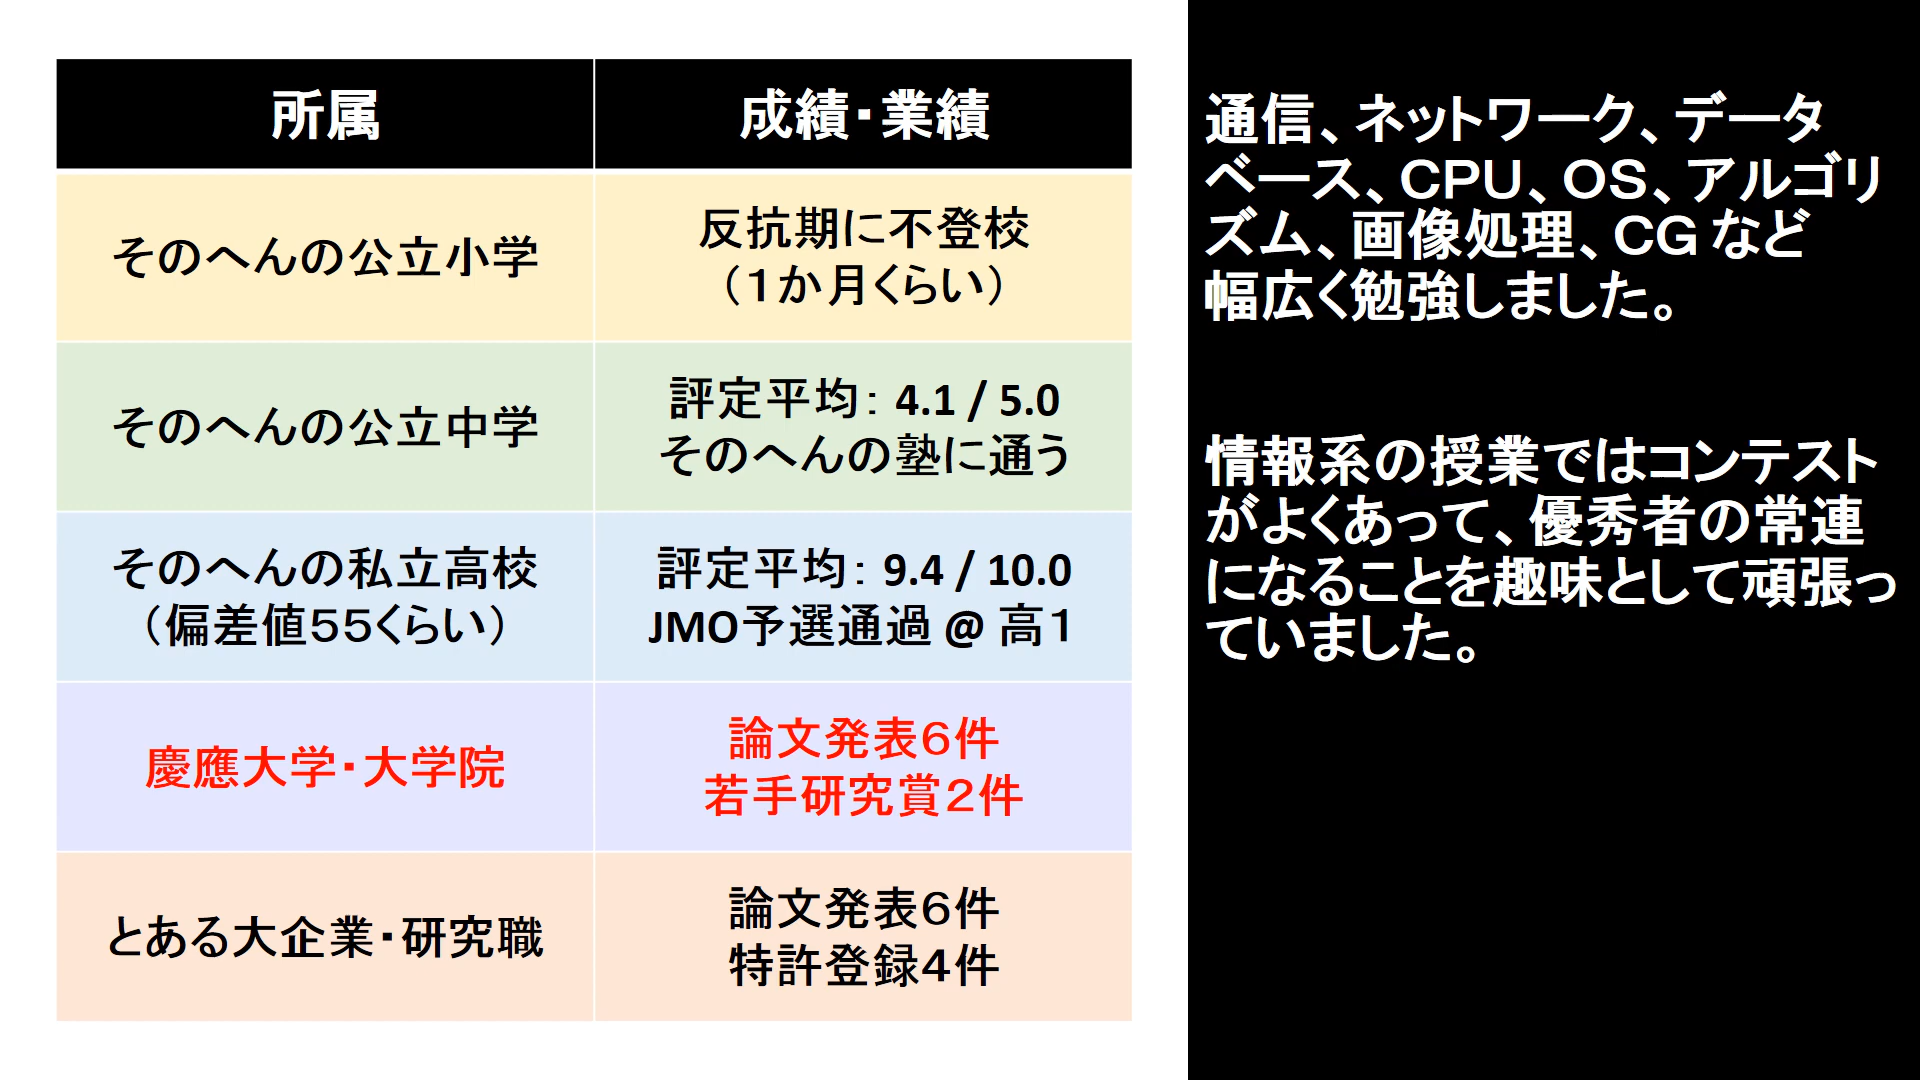 所属
成績・業績
そのへんの公立小学
反抗期に不登校
（１か月くらい）
そのへんの公立中学
評定平均：4.1 / 5.0
そのへんの塾に通う
そのへんの私立高校
（偏差値５５くらい）
評定平均：9.4 / 10.0
JMO予選通過 @ 高１
慶應大学・大学院
論文発表６件
若手研究賞２件
とある大企業・研究職
論文発表６件
特許登録４件
通信、ネットワーク、データ
ベース、CPU、OS、アルゴリ
ズム、画像処理、CG など
幅広く勉強しました。
情報系の授業ではコンテスト
がよくあって、優秀者の常連
になることを趣味として頑張っ
ていました。